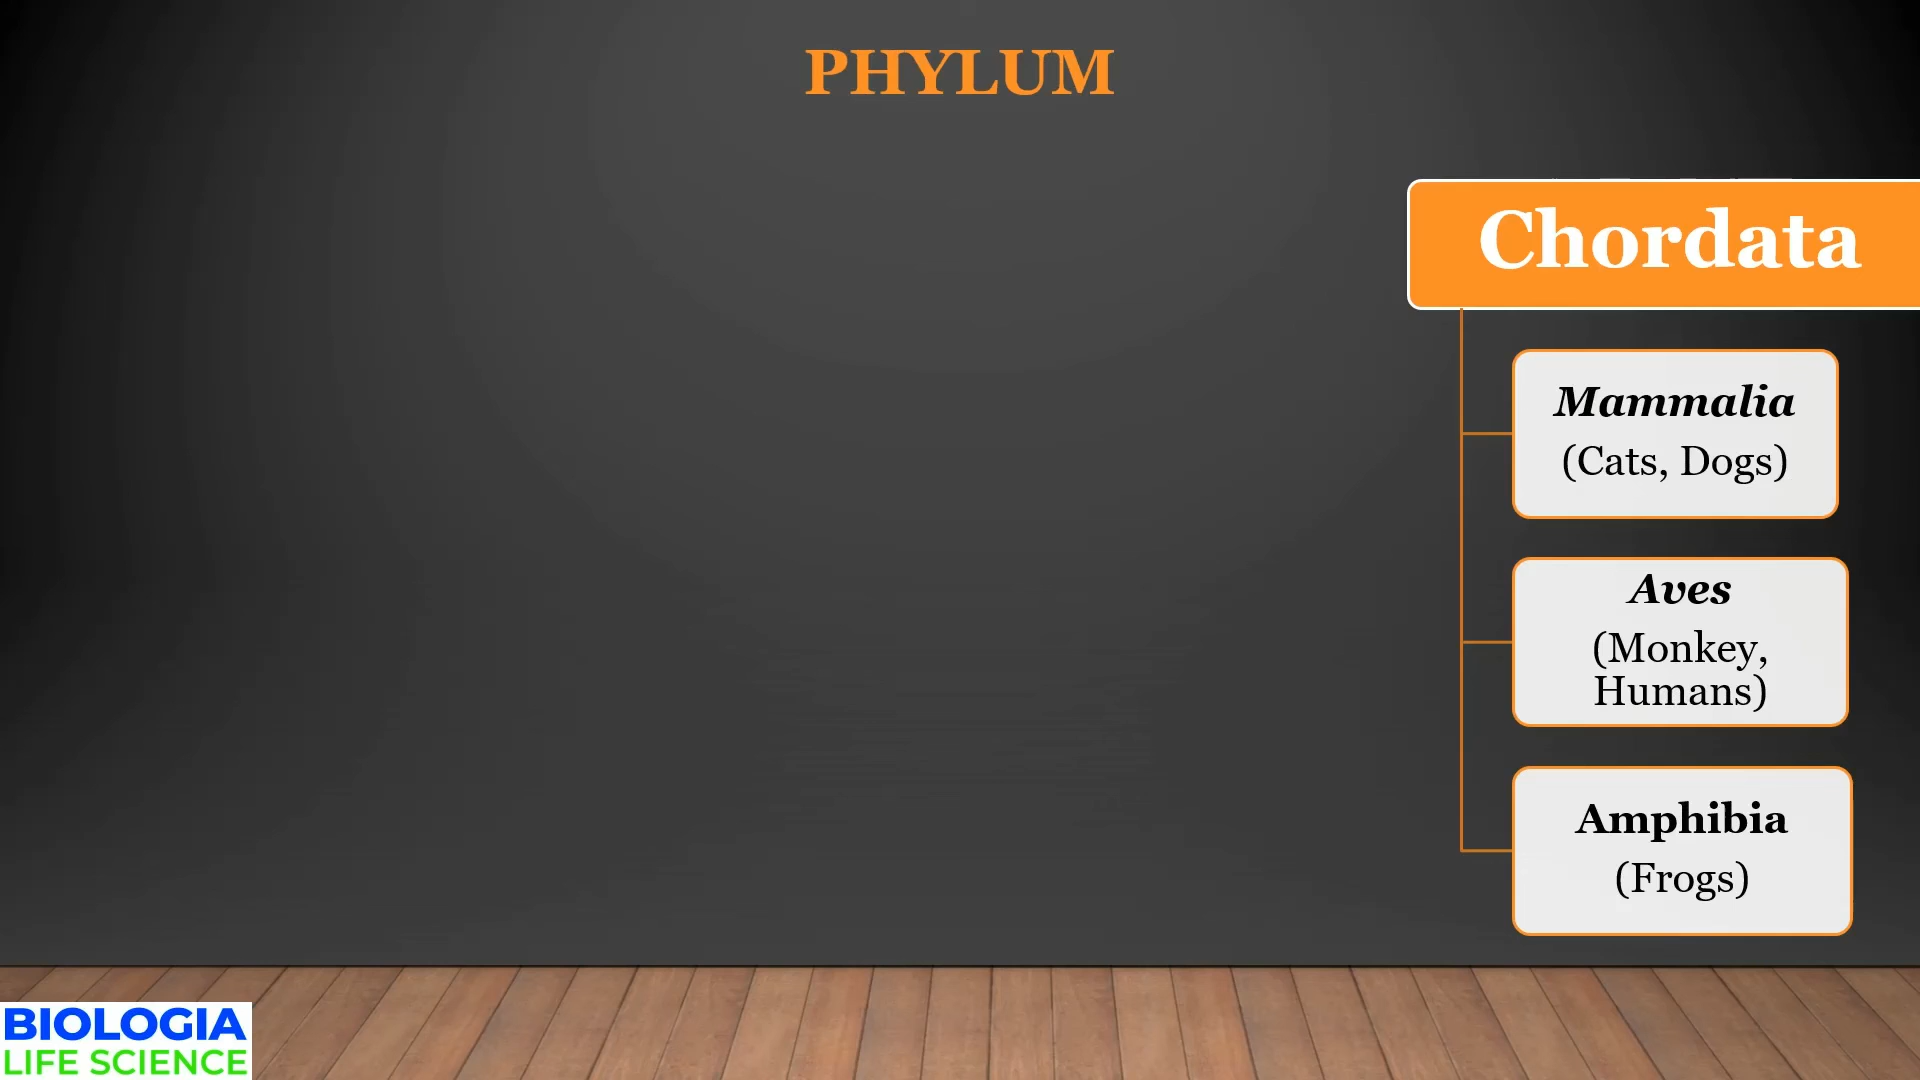 PHYLUM
Chordata
Mammalia
(Cats, Dogs)
Aves
(Monkey,
Humans)
Amphibia
(Frogs)
BIOLOGIA
LIFE SCIENCE